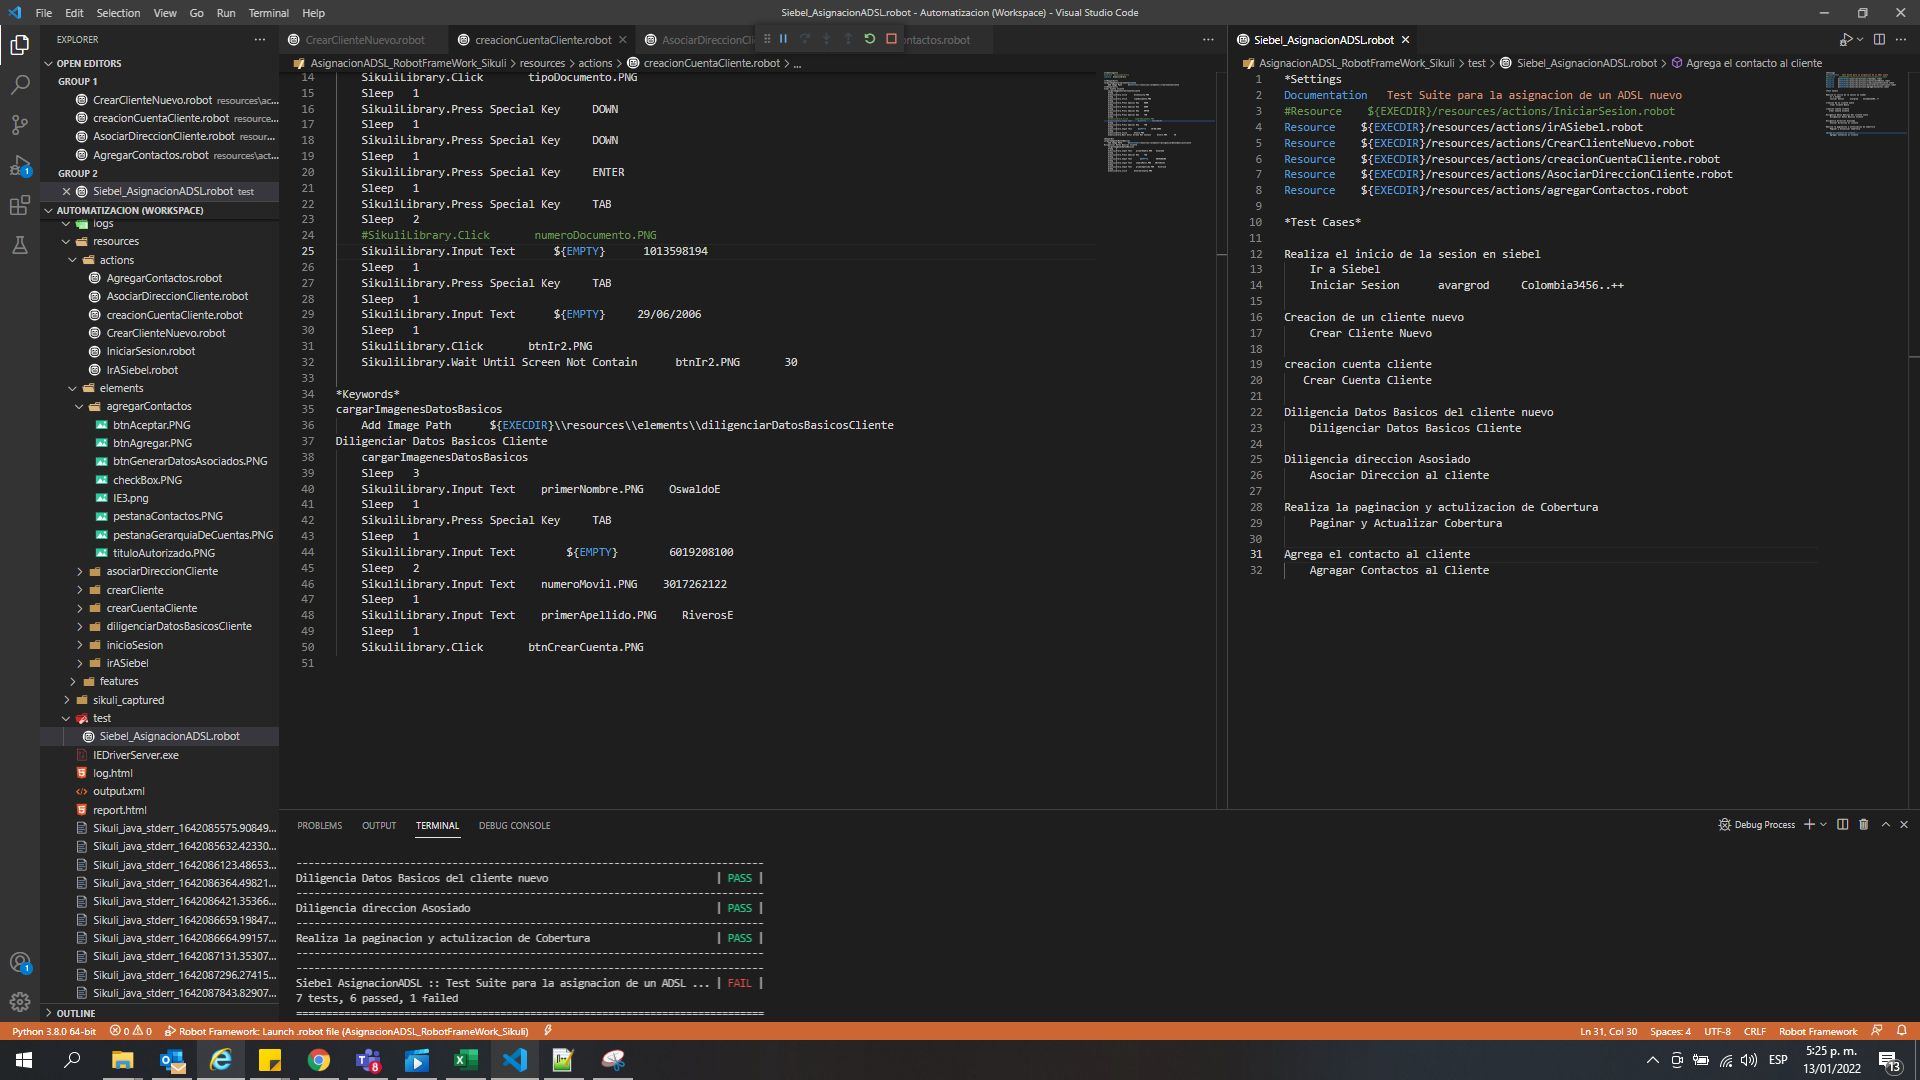 File Edit Selection View Go Run Terminal Help
Siebel_AsignacionADSL.robot - Automatizacion (Workspace) - Visual Studio Code
EXPLORER
OPEN EDITORS
GROUP 1
CrearClienteNuevo.robot resources\ac...
creacionCuentaCliente.robot resource...
AsociarDireccionCliente.robot resour...
AgregarContactos.robot resources\act...
GROUP 2
Siebel_AsignacionADSL.robot test
AUTOMATIZACION (WORKSPACE)
logs
resources
actions
AgregarContactos.robot
AsociarDireccionCliente.robot
creacionCuentaCliente.robot
CrearClienteNuevo.robot
IniciarSesion.robot
IrASiebel.robot
elements
agregarContactos
btnAceptar.PNG
btnAgregar.PNG
btnGenerarDatosAsociados.PNG
checkBox.PNG
IE3.png
pestanaContactos.PNG
pestanaGerarquiaDeCuentas.PNG
tituloAutorizado.PNG
asociarDireccionCliente
crearCliente
crearCuentaCliente
diligenciarDatosBasicosCliente
inicioSesion
irASiebel
features
sikuli_captured
test
Siebel_AsignacionADSL.robot
IEDriverServer.exe
log.html
output.xml
report.html
Sikuli_java_stderr_1642085575.90849...
Sikuli_java_stderr_1642085632.42330...
Sikuli_java_stderr_1642086123.48653...
Sikuli_java_stderr_1642086364.49821...
Sikuli_java_stderr_1642086421.35366...
Sikuli_java_stderr_1642086659.19847...
Sikuli_java_stderr_1642086664.99157...
Sikuli_java_stderr_1642087131.35307...
Sikuli_java_stderr_1642087296.27415...
Sikuli_java_stderr_1642087843.82907...
OUTLINE
CrearClienteNuevo.robot creacionCuentaCliente.robot AsociarDireccionCli ontactos.robot
AsignacionADSL_RobotFrameWork_Sikuli > resources > actions > creacionCuentaCliente.robot > ...
14 SikuliLibrary.Click tipoDocumento.PNG
15 Sleep 1
16 SikuliLibrary.Press Special Key DOWN
17 Sleep 1
18 SikuliLibrary.Press Special Key DOWN
19 Sleep 1
20 SikuliLibrary.Press Special Key ENTER
21 Sleep 1
22 SikuliLibrary.Press Special Key TAB
23 Sleep 2
24 #SikuliLibrary.Click numeroDocumento.PNG
25 SikuliLibrary.Input Text ${EMPTY} 1013598194
26 Sleep 1
27 SikuliLibrary.Press Special Key TAB
28 Sleep 1
29 SikuliLibrary.Input Text ${EMPTY} 29/06/2006
30 Sleep 1
31 SikuliLibrary.Click btnIr2.PNG
32 SikuliLibrary.Wait Until Screen Not Contain btnIr2.PNG 30
33
34 *Keywords*
35 cargarImagenesDatosBasicos
36 Add Image Path ${EXECDIR}\\resources\\elements\\diligenciarDatosBasicosCliente
37 Diligenciar Datos Basicos Cliente
38 cargarImagenesDatosBasicos
39 Sleep 3
40 SikuliLibrary.Input Text primerNombre.PNG OswaldoE
41 Sleep 1
42 SikuliLibrary.Press Special Key TAB
43 Sleep 1
44 SikuliLibrary.Input Text ${EMPTY} 6019208100
45 Sleep 2
46 SikuliLibrary.Input Text numeroMovil.PNG 3017262122
47 Sleep 1
48 SikuliLibrary.Input Text primerApellido.PNG RiverosE
49 Sleep 1
50 SikuliLibrary.Click btnCrearCuenta.PNG
51
Siebel_AsignacionADSL.robot
AsignacionADSL_RobotFrameWork_Sikuli > test > Siebel_AsignacionADSL.robot > Agrega el contacto al cliente
1 *Settings
2 Documentation Test Suite para la asignacion de un ADSL nuevo
3 #Resource ${EXECDIR}/resources/actions/IniciarSesion.robot
4 Resource ${EXECDIR}/resources/actions/irASiebel.robot
5 Resource ${EXECDIR}/resources/actions/CrearClienteNuevo.robot
6 Resource ${EXECDIR}/resources/actions/creacionCuentaCliente.robot
7 Resource ${EXECDIR}/resources/actions/AsociarDireccionCliente.robot
8 Resource ${EXECDIR}/resources/actions/agregarContactos.robot
9
10 *Test Cases*
11
12 Realiza el inicio de la sesion en siebel
13 Ir a Siebel
14 Iniciar Sesion avargrod Colombia3456..++
15
16 Creacion de un cliente nuevo
17 Crear Cliente Nuevo
18
19 creacion cuenta cliente
20 Crear Cuenta Cliente
21
22 Diligencia Datos Basicos del cliente nuevo
23 Diligenciar Datos Basicos Cliente
24
25 Diligencia direccion Asosiado
26 Asociar Direccion al cliente
27
28 Realiza la paginacion y actulizacion de Cobertura
29 Paginar y Actualizar Cobertura
30
31 Agrega el contacto al cliente
32 Agragar Contactos al Cliente
PROBLEMS OUTPUT TERMINAL DEBUG CONSOLE
Debug Process
------------------------------------------------------------------------------
Diligencia Datos Basicos del cliente nuevo | PASS |
------------------------------------------------------------------------------
Diligencia direccion Asosiado | PASS |
------------------------------------------------------------------------------
Realiza la paginacion y actulizacion de Cobertura | PASS |
------------------------------------------------------------------------------
------------------------------------------------------------------------------
Siebel AsignacionADSL :: Test Suite para la asignacion de un ADSL ... | FAIL |
7 tests, 6 passed, 1 failed
==============================================================================
Python 3.8.0 64-bit 0 0 Robot Framework: Launch .robot file (AsignacionADSL_RobotFrameWork_Sikuli)
Ln 31, Col 30 Spaces: 4 UTF-8 CRLF Robot Framework
ESP
5:25 p. m.
13/01/2022
13